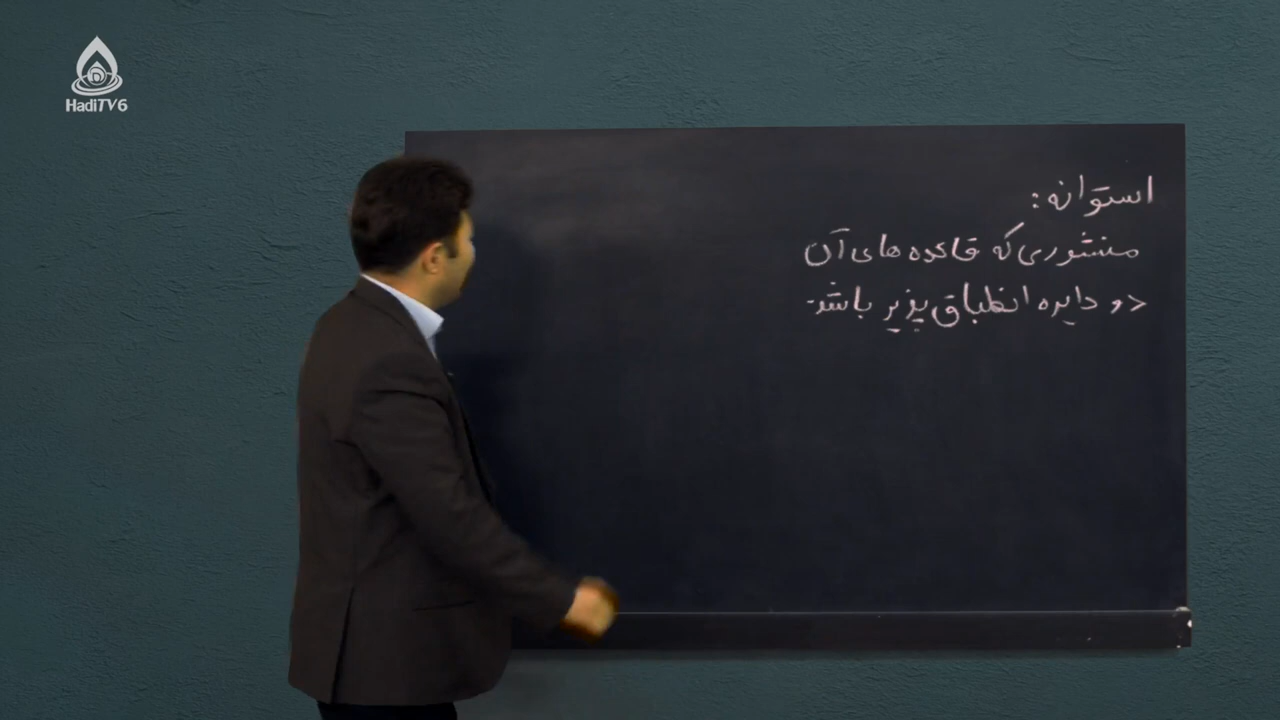 HadiTV6
استوانه:
منشوری که قاعده های آن
دو دایره انطباق پذیر باشد.